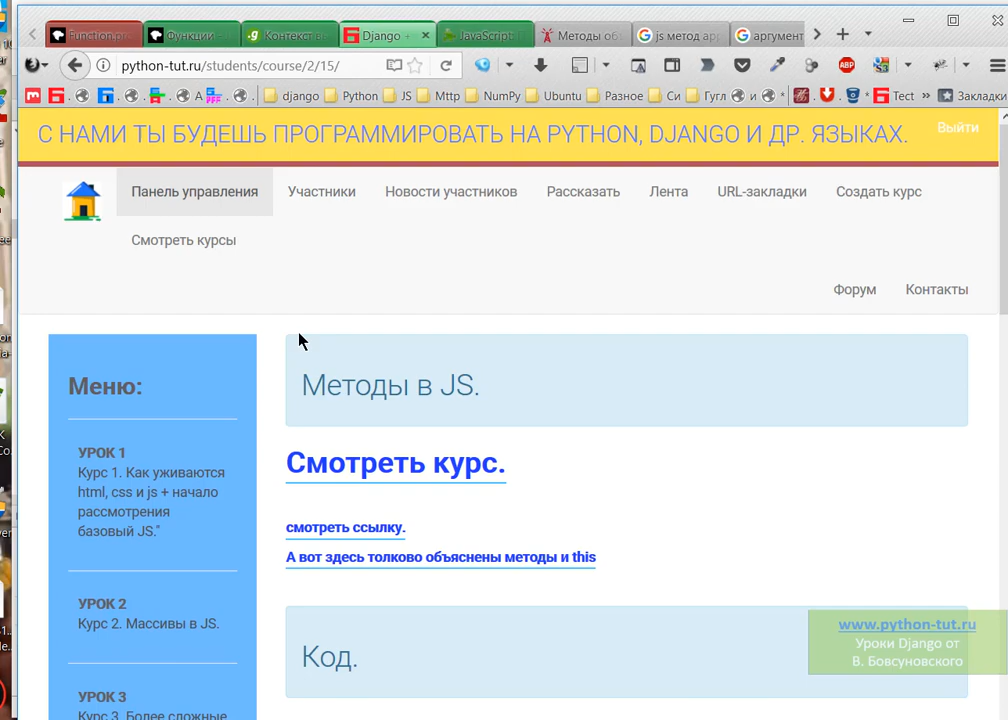 Function.pr
Функции -
Контекст вы
Django +
JavaScript T
Методы об
js метод app
аргумент
python-tut.ru/students/course/2/15/
ABP
django
Python
JS
Mttp
NumPy
Ubuntu
Разное
Си
Гугл
и
Тест
»
Закладки
С НАМИ ТЫ БУДЕШЬ ПРОГРАММИРОВАТЬ НА PYTHON, DJANGO И ДР. ЯЗЫКАХ.
Выйти
Панель управления
Участники
Новости участников
Рассказать
Лента
URL-закладки
Создать курс
Смотреть курсы
Форум
Контакты
Меню:
УРОК 1
Курс 1. Как уживаются
html, css и js + начало
рассмотрения
базовый JS."
УРОК 2
Курс 2. Массивы в JS.
УРОК 3
Курс 3. Более сложные
Методы в JS.
Смотреть курс.
смотреть ссылку.
А вот здесь толково объяснены методы и this
Код.
www.python-tut.ru
Уроки Django от
В. Бовсуновского